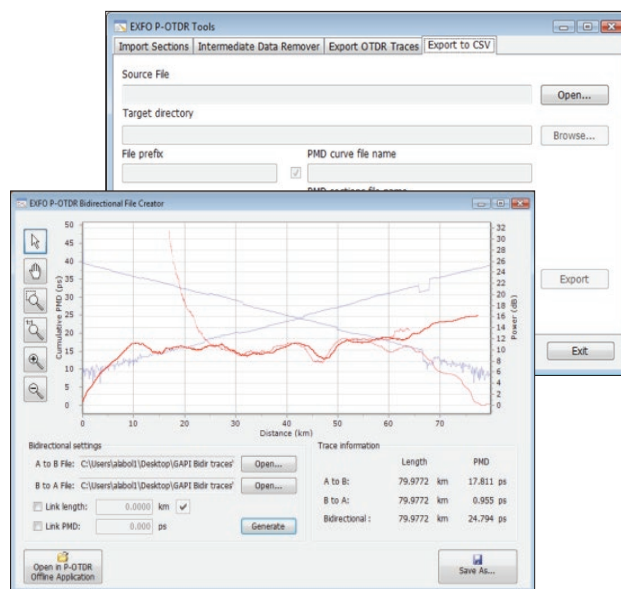 EXFO P-OTDR Tools
Import Sections Intermediate Data Remover Export OTDR Traces Export to CSV
Source File
Open...
Target directory
Browse...
File prefix PMD curve file name
Export
Exit
EXFO P-OTDR Bidirectional File Creator
1:1
Cumulative PMD (ps)
50
45
40
35
30
25
20
15
10
5
0
32
30
28
26
24
22
20
18
16
14
12
10
8
6
4
2
0
Power (dB)
0 10 20 30 40 50 60 70
Distance (km)
Bidirectional settings
A to B File: C:\Users\alabol1\Desktop\GAPI Bidr traces' Open...
B to A File: C:\Users\alabol1\Desktop\GAPI Bidr traces' Open...
Link length: 0.0000 km
Link PMD: 0.000 ps Generate
Trace information
Length PMD
A to B: 79.9772 km 17.811 ps
B to A: 79.9772 km 0.955 ps
Bidirectional : 79.9772 km 24.794 ps
Open in P-OTDR
Offline Application
Save As...